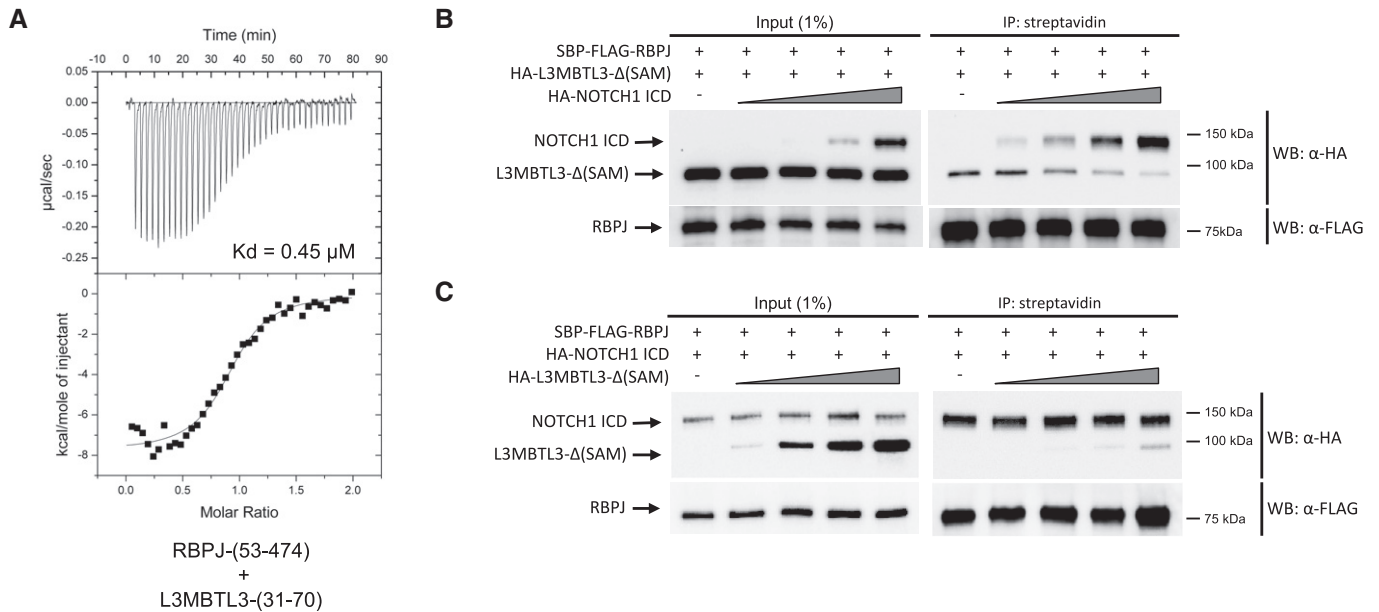 A
Time (min)
-10 0 10 20 30 40 50 60 70 80 90
0.05
0.00
-0.05
-0.10
-0.15
-0.20
-0.25
µcal/sec
Kd = 0.45 µM
0
-2
-4
-6
-8
kcal/mole of injectant
0.0 0.5 1.0 1.5 2.0
Molar Ratio
RBPJ-(53-474)
+
L3MBTL3-(31-70)
B
Input (1%) IP: streptavidin
SBP-FLAG-RBPJ + + + + + + + + + +
HA-L3MBTL3-Δ(SAM) + + + + + + + + + +
HA-NOTCH1 ICD - -
NOTCH1 ICD
L3MBTL3-Δ(SAM)
RBPJ
150 kDa
100 kDa
75kDa
WB: α-HA
WB: α-FLAG
C
Input (1%) IP: streptavidin
SBP-FLAG-RBPJ + + + + + + + + + +
HA-NOTCH1 ICD + + + + + + + + + +
HA-L3MBTL3-Δ(SAM) - -
NOTCH1 ICD
L3MBTL3-Δ(SAM)
RBPJ
150 kDa
100 kDa
75 kDa
WB: α-HA
WB: α-FLAG